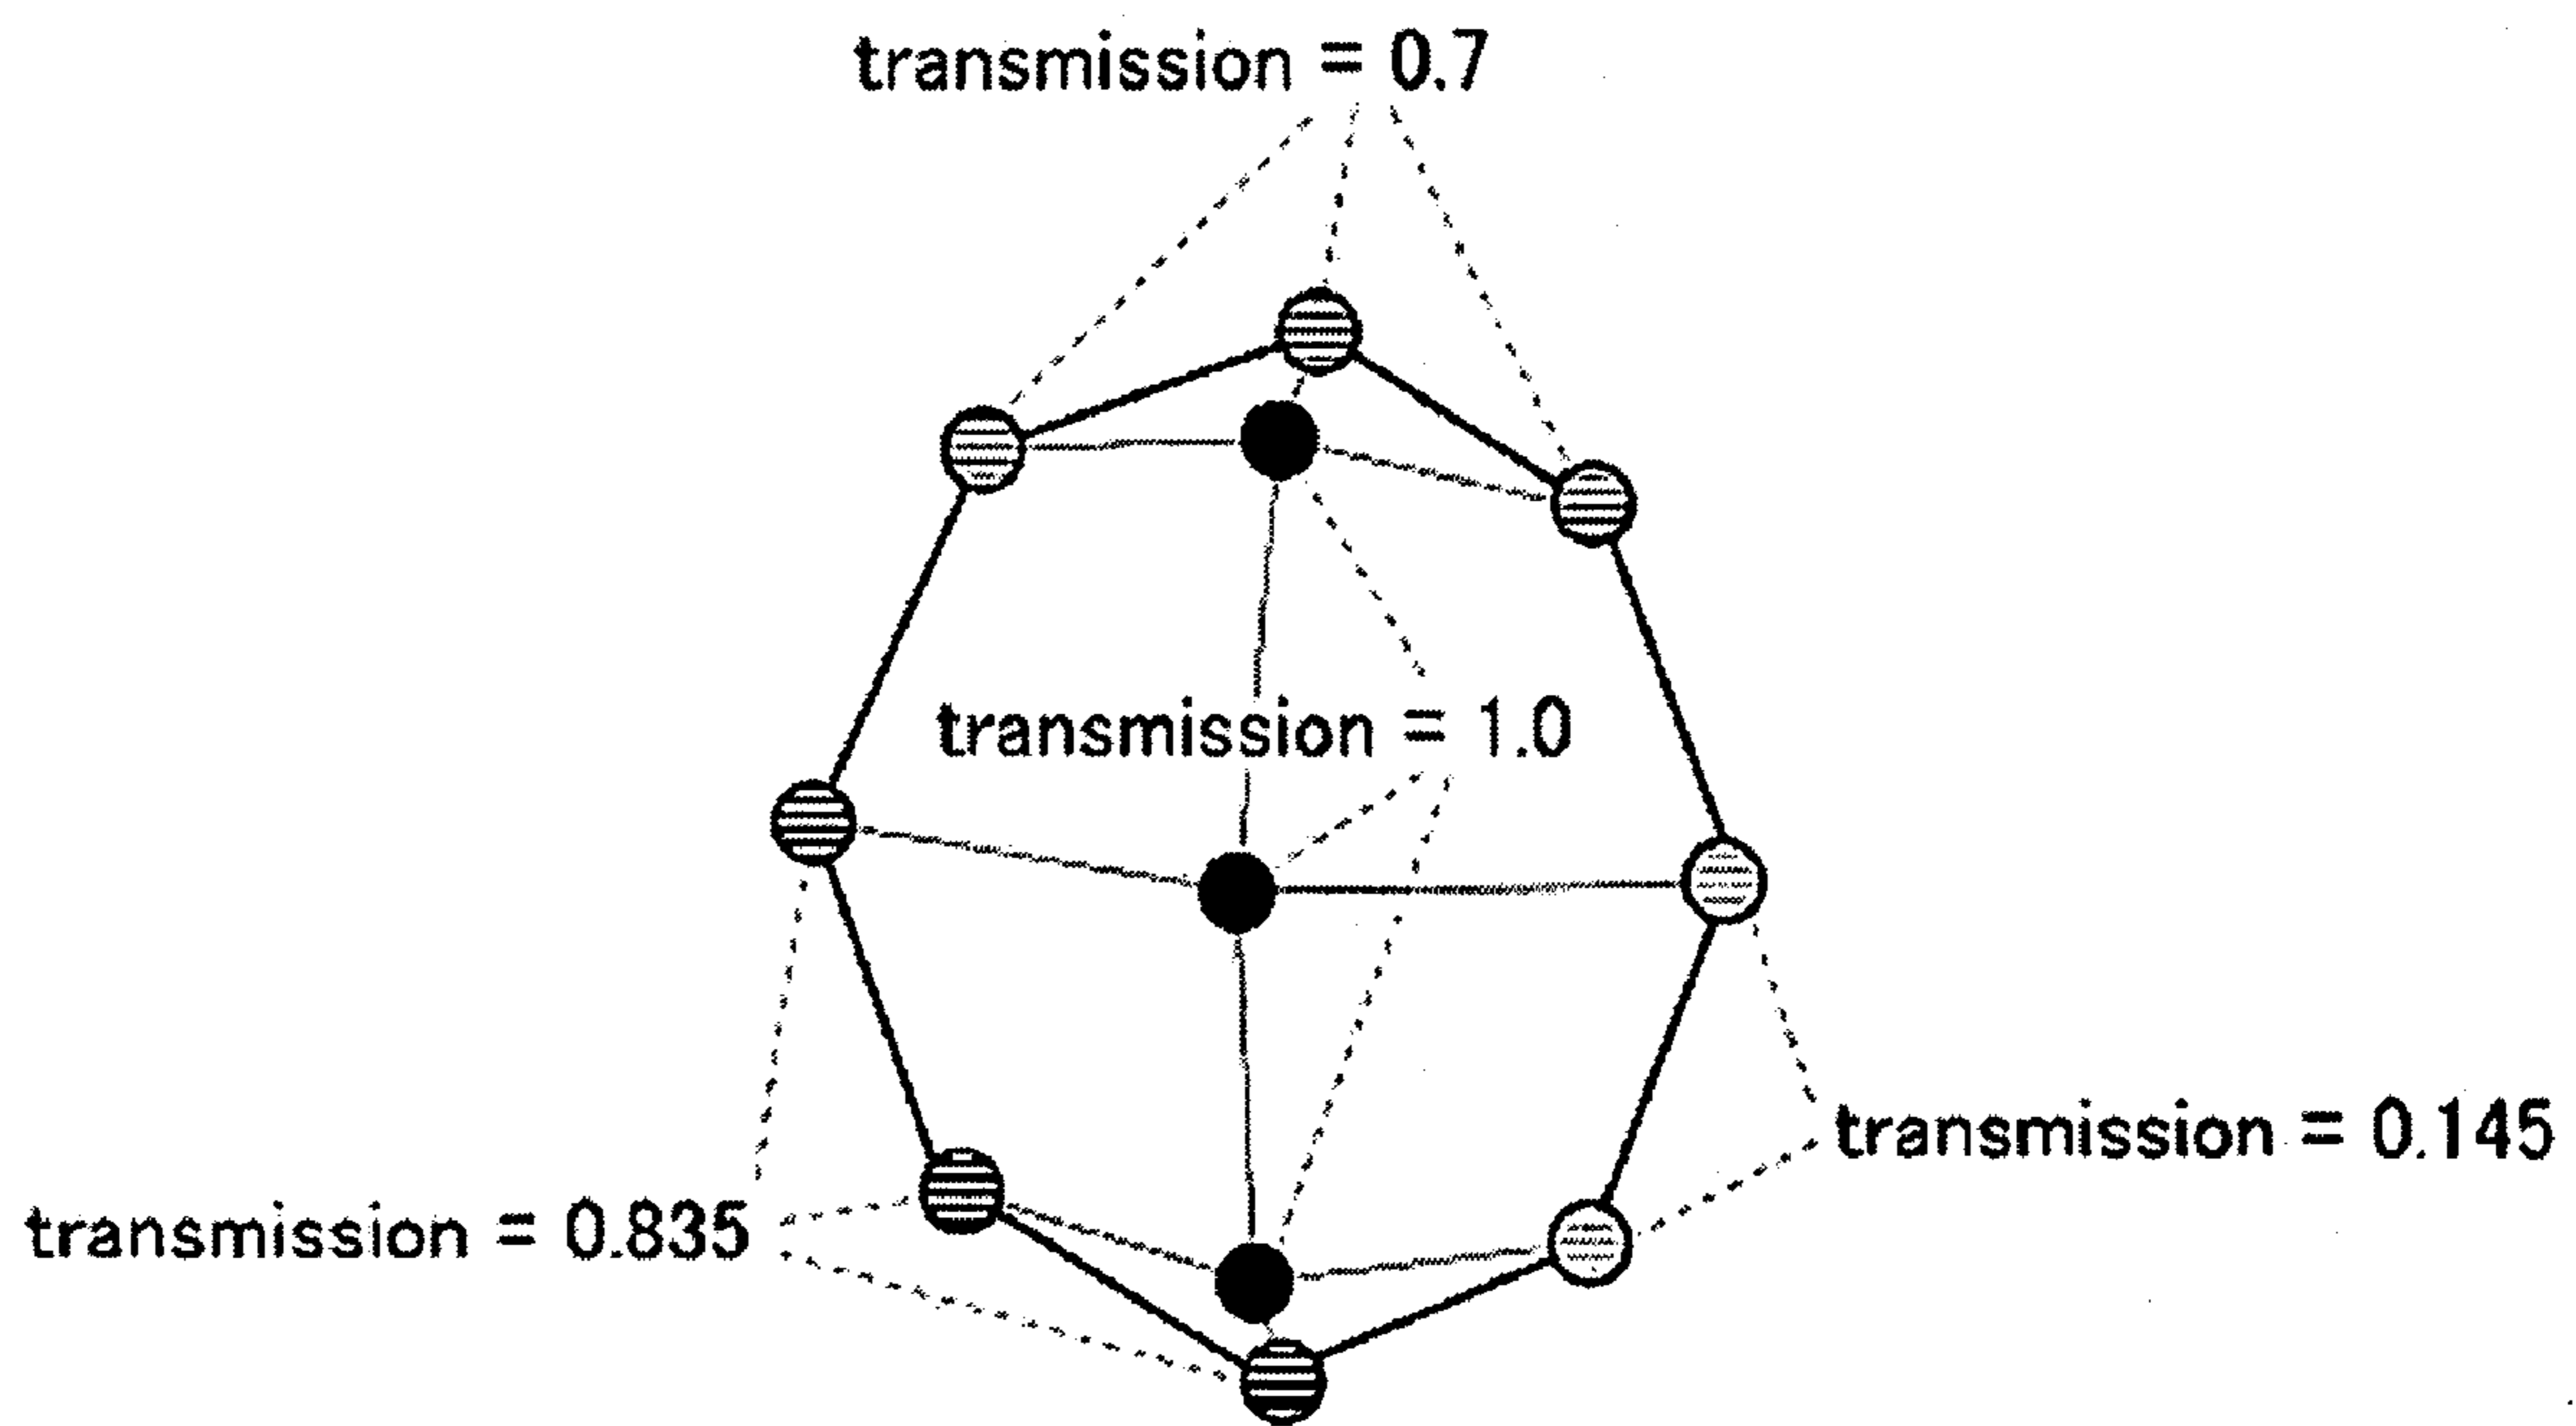 transmission = 0.7
transmission = 1.0
transmission = 0.145
transmission = 0.835